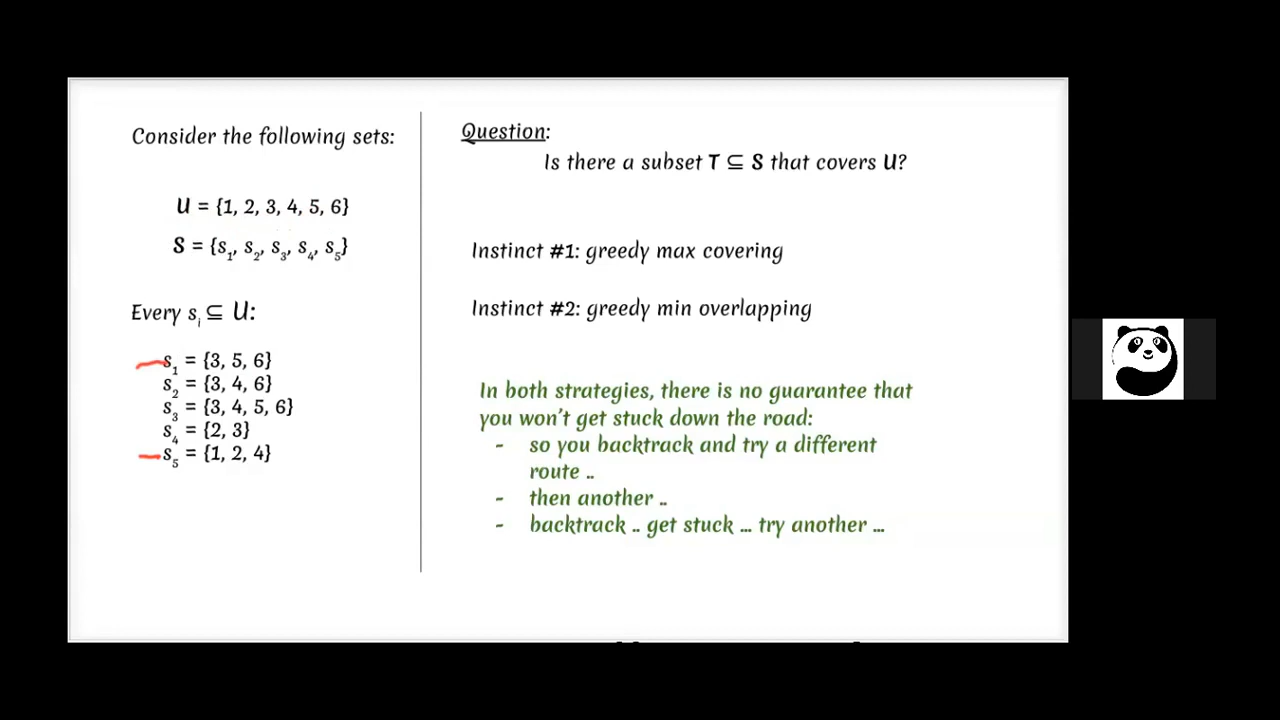 Consider the following sets:
U = {1, 2, 3, 4, 5, 6}
S = {s₁, s₂, s₃, s₄, s₅}
Every sᵢ ⊆ U:
s₁ = {3, 5, 6}
s₂ = {3, 4, 6}
s₃ = {3, 4, 5, 6}
s₄ = {2, 3}
s₅ = {1, 2, 4}
Question:
Is there a subset T ⊆ S that covers U?
Instinct #1: greedy max covering
Instinct #2: greedy min overlapping
In both strategies, there is no guarantee that
you won't get stuck down the road:
- so you backtrack and try a different
route ..
- then another ..
- backtrack .. get stuck ... try another ...